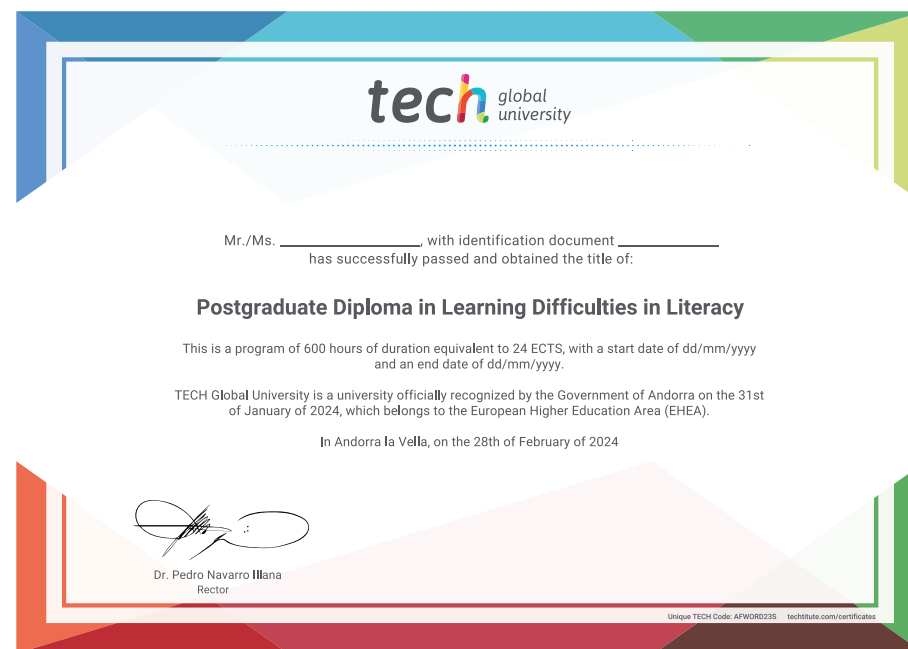 tech global university
Mr./Ms. ____________________, with identification document ______________
has successfully passed and obtained the title of:
Postgraduate Diploma in Learning Difficulties in Literacy
This is a program of 600 hours of duration equivalent to 24 ECTS, with a start date of dd/mm/yyyy
and an end date of dd/mm/yyyy.
TECH Global University is a university officially recognized by the Government of Andorra on the 31st
of January of 2024, which belongs to the European Higher Education Area (EHEA).
In Andorra la Vella, on the 28th of February of 2024
Dr. Pedro Navarro Illana
Rector
Unique TECH Code: AFWORD23S techtitute.com/certificates